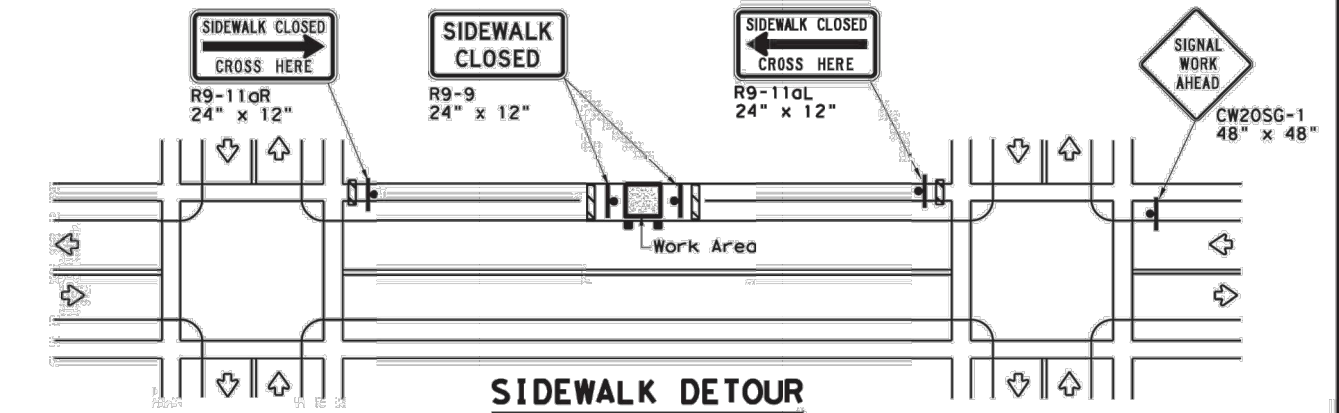 SIDEWALK CLOSED
CROSS HERE
R9-11aR
24" x 12"
SIDEWALK
CLOSED
R9-9
24" x 12"
SIDEWALK CLOSED
CROSS HERE
R9-11aL
24" x 12"
SIGNAL
WORK
AHEAD
CW20SG-1
48" x 48"
Work Area
SIDEWALK DETOUR